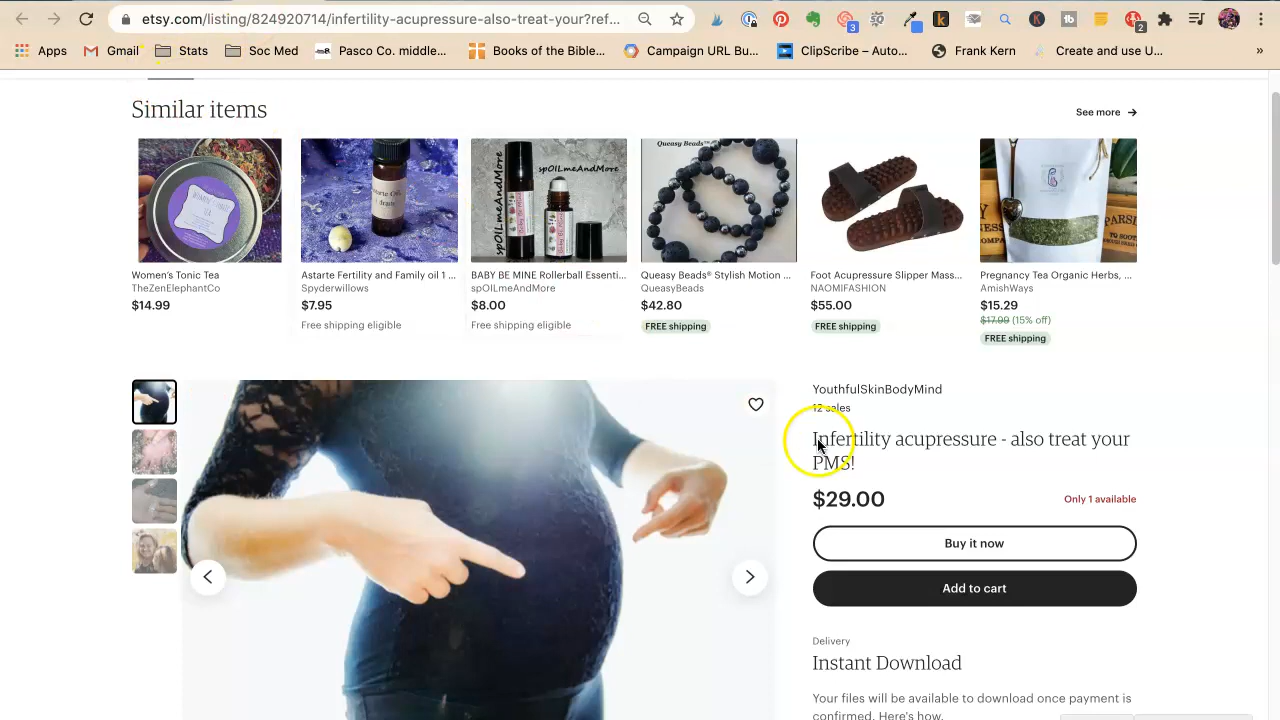 etsy.com/listing/824920714/infertility-acupressure-also-treat-your?ref...
3
2
Apps Gmail Stats Soc Med Pasco Co. middle... Books of the Bible... Campaign URL Bu... ClipScribe – Auto... Frank Kern Create and use U... »
Similar items
See more →
Queasy Beads™
spOILmeAndMore
spOILmeAndMore
Women's Tonic Tea
TheZenElephantCo
$14.99
Astarte Fertility and Family oil 1 ...
Spyderwillows
$7.95
Free shipping eligible
BABY BE MINE Rollerball Essenti...
spOILmeAndMore
$8.00
Free shipping eligible
Queasy Beads® Stylish Motion ...
QueasyBeads
$42.80
FREE shipping
Foot Acupressure Slipper Mass...
NAOMIFASHION
$55.00
FREE shipping
Pregnancy Tea Organic Herbs, ...
AmishWays
$15.29
$17.99 (15% off)
FREE shipping
YouthfulSkinBodyMind
12 sales
Infertility acupressure - also treat your
PMS!
$29.00
Only 1 available
Buy it now
Add to cart
Delivery
Instant Download
Your files will be available to download once payment is
confirmed. Here's how.